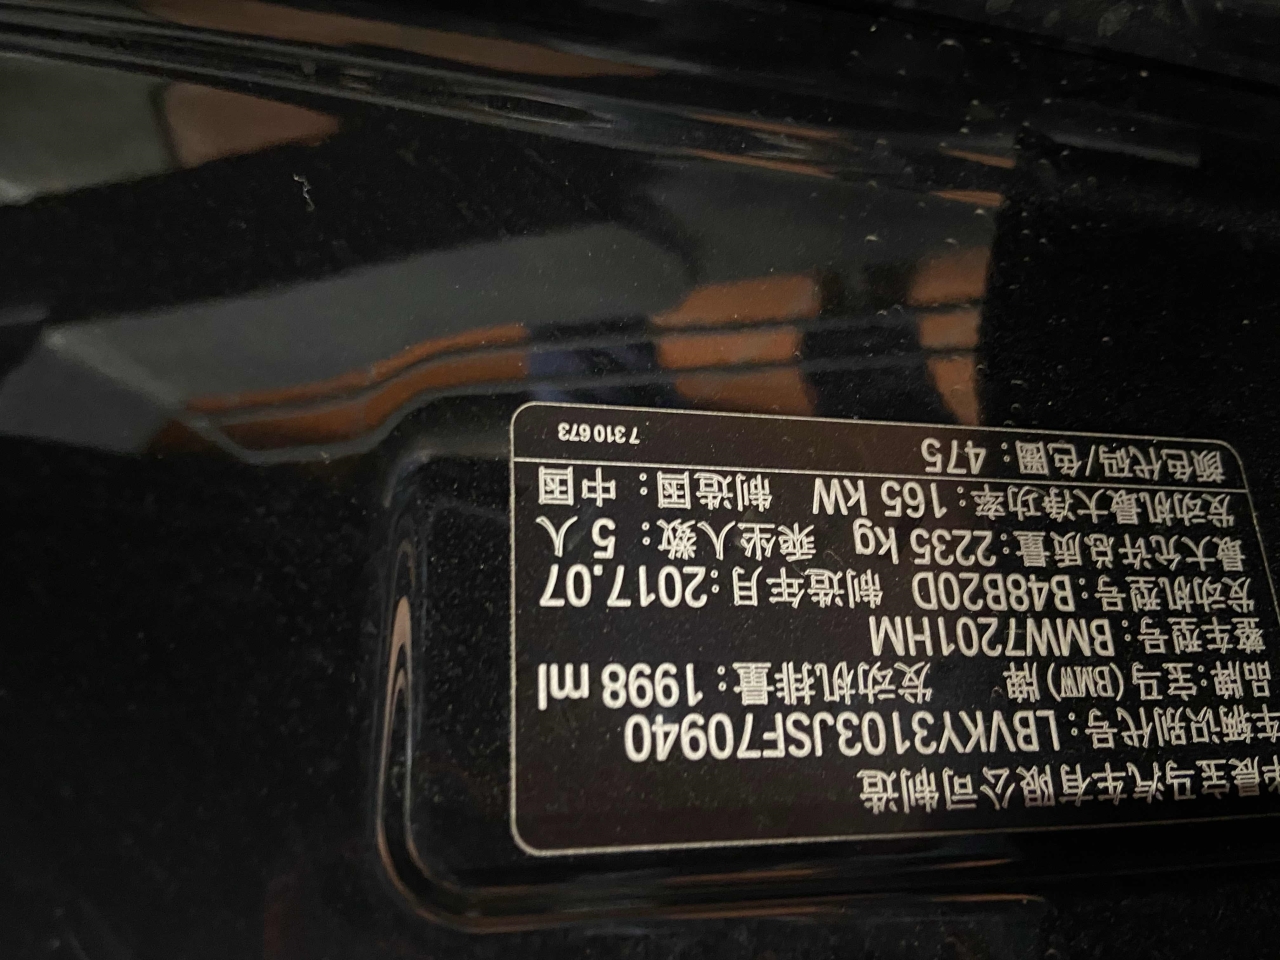 华晨宝马汽车有限公司制造
车辆识别代号：LBVKY3103JSF70940
品牌：宝马（BMW）牌 发动机排量：1998 ml
整车型号：BMW7201HM
发动机型号：B48B20D 制造年月：2017.07
最大允许总质量：2235 kg 乘坐人数：5 人
发动机最大净功率：165 kW 制造国：中国
颜色代码/色圈：475 7310673